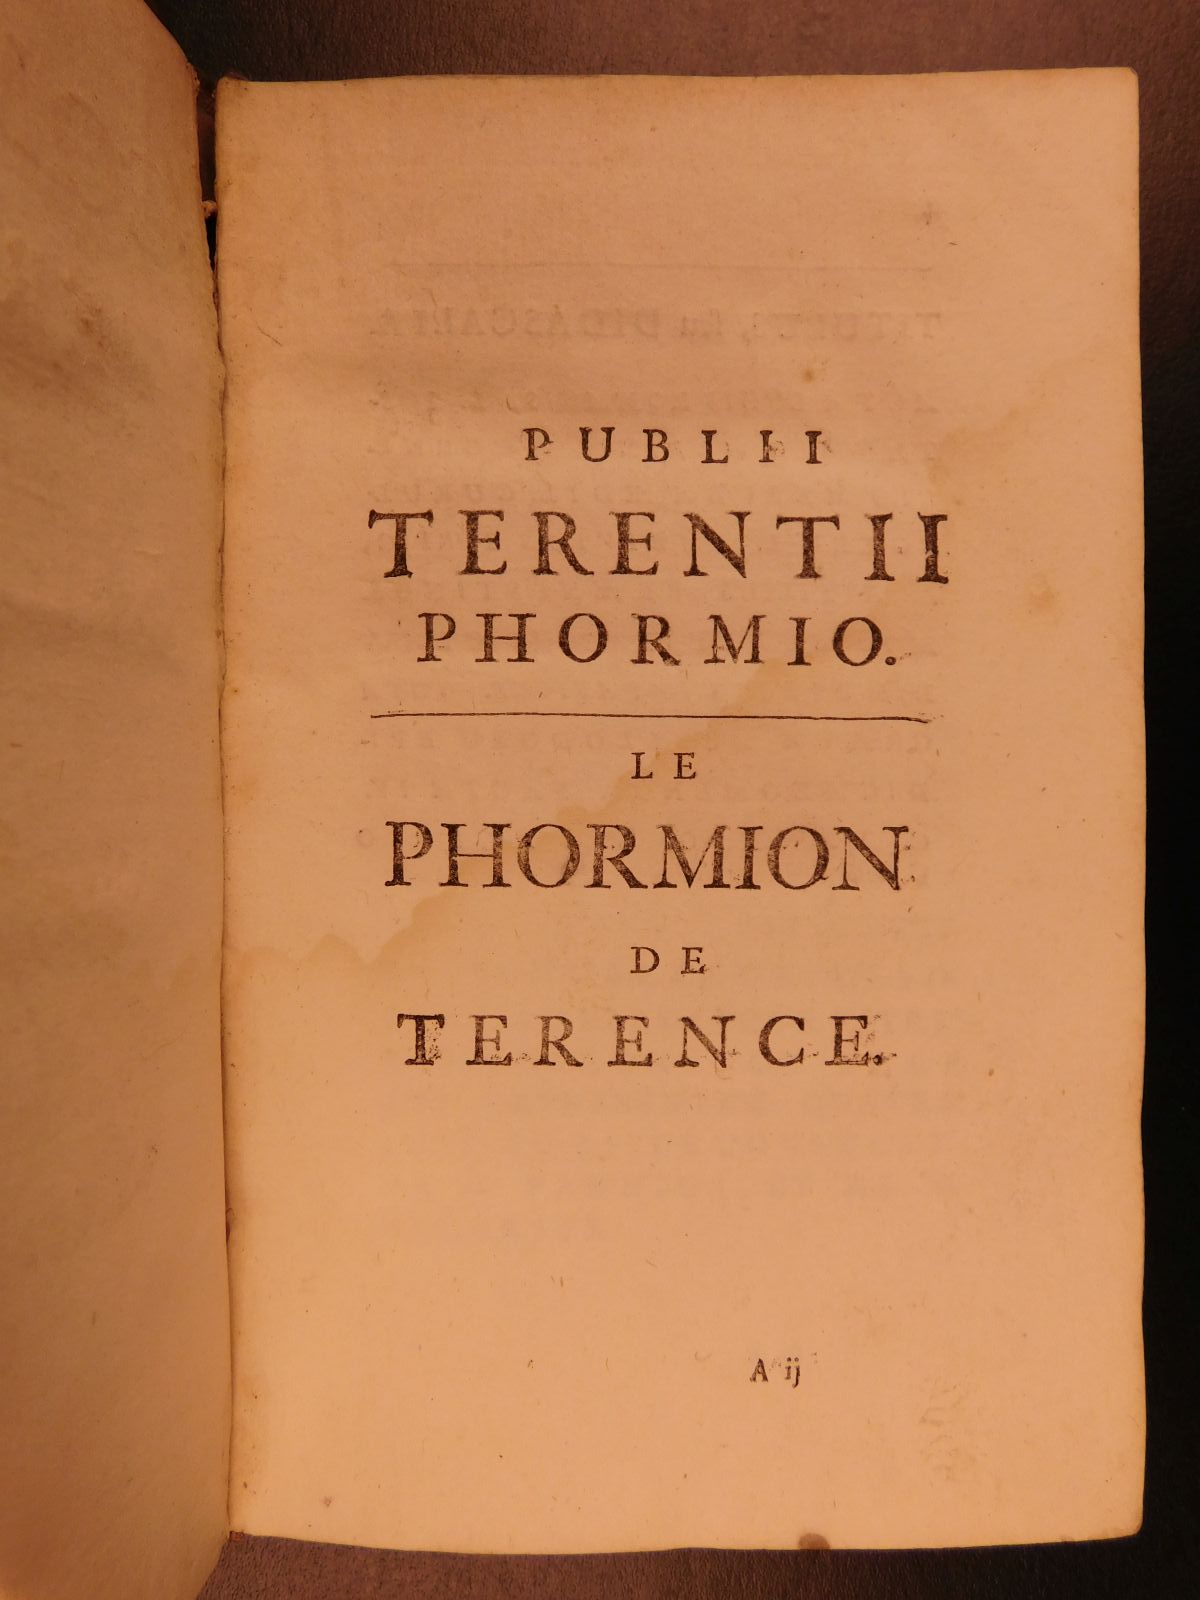 PUBLII
TERENTII
PHORMIO.
LE
PHORMION
DE
TERENCE.
A ij